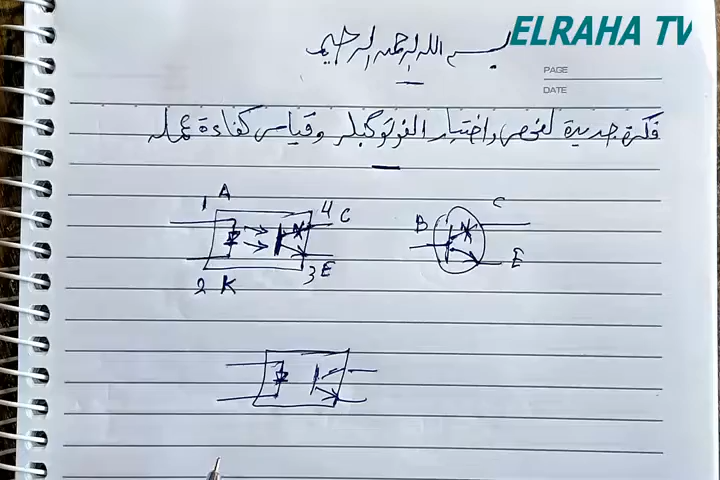 ELRAHA TV
بسم الله الرحمن الرحيم
PAGE
DATE
فكرة جديدة لفحص واختبار الفوتوكبلر وقياس كفاءة عمله
1 A
4 C
2 K
3 E
B
C
E